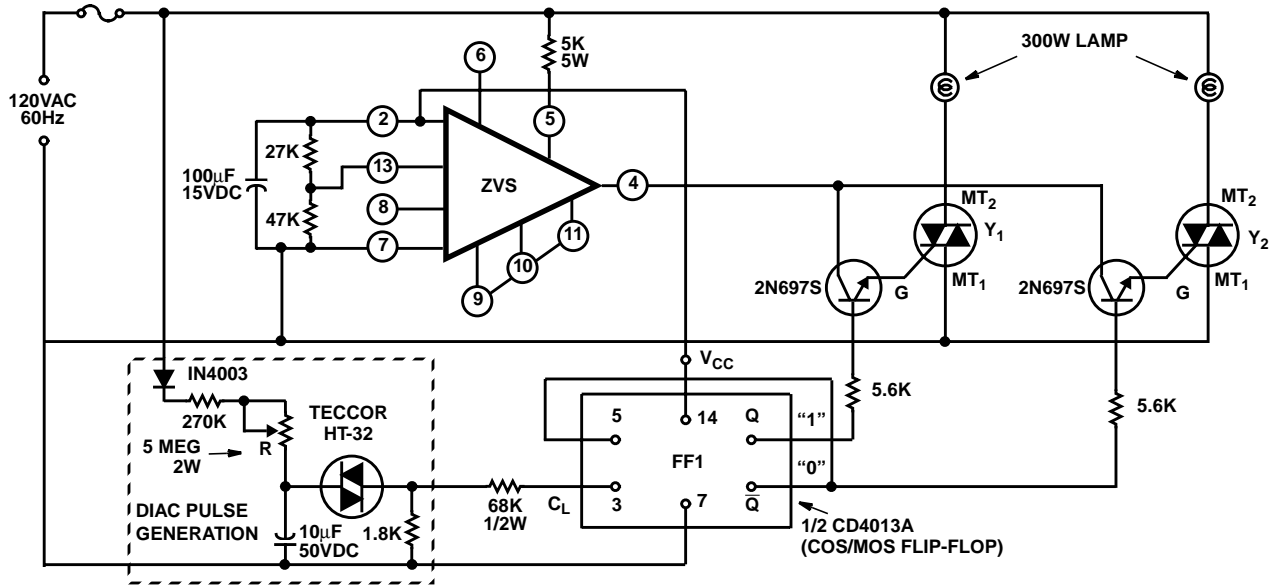 120VAC
60Hz
5K
5W
300W LAMP
6
2
5
27K
13
100µF
15VDC
ZVS
4
8
47K
7
11
10
9
MT2
Y1
MT1
MT2
Y2
MT1
2N697S
G
2N697S
G
VCC
IN4003
270K
TECCOR
HT-32
5 MEG
2W
R
DIAC PULSE
GENERATION
10µF
50VDC
1.8K
68K
1/2W
CL
5
14
Q
"1"
5.6K
5.6K
FF1
"0"
3
7
Q̅
1/2 CD4013A
(COS/MOS FLIP-FLOP)